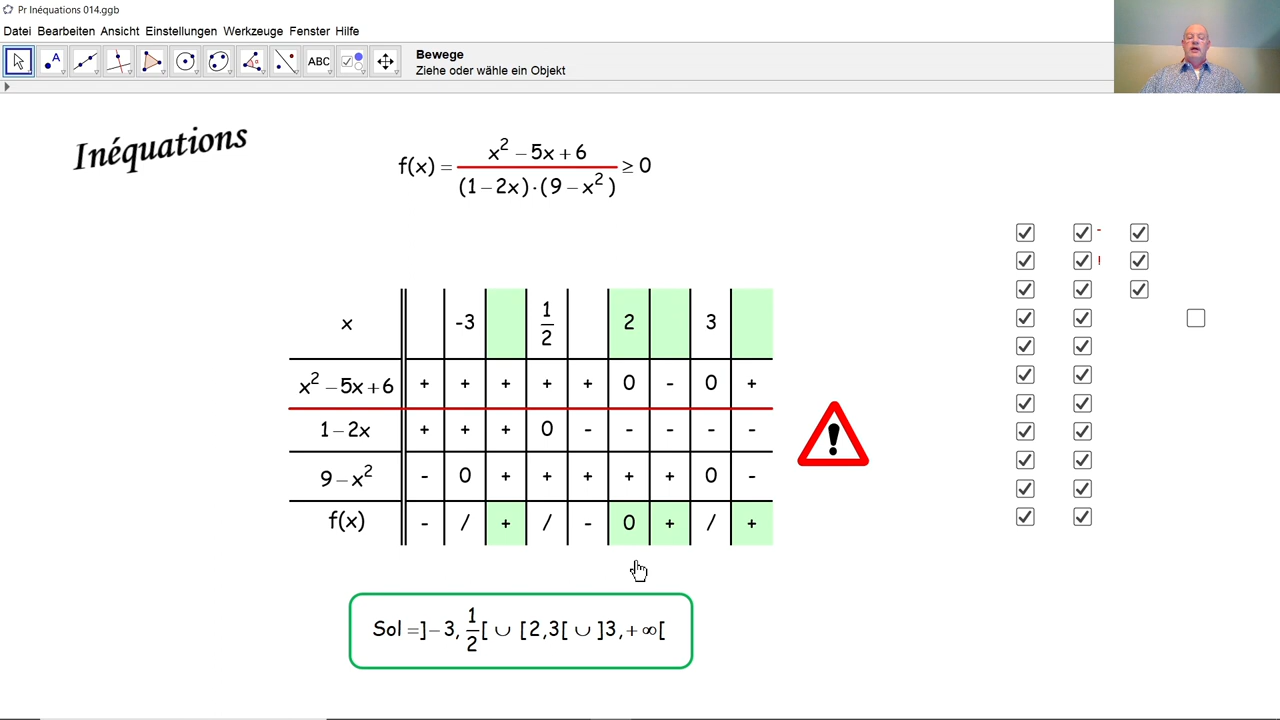 Pr Inéquations 014.ggb
Datei Bearbeiten Ansicht Einstellungen Werkzeuge Fenster Hilfe
A
ABC
Bewege
Ziehe oder wähle ein Objekt
Inéquations
f(x) = (x² − 5x + 6) / ((1 − 2x)·(9 − x²)) ≥ 0
-
!
x -3 1/2 2 3
x² − 5x + 6 + + + + + 0 - 0 +
1 − 2x + + + 0 - - - - -
9 − x² - 0 + + + + + 0 -
f(x) - / + / - 0 + / +
!
Sol =]−3, 1/2[ ∪ [2,3[ ∪ ]3,+∞[